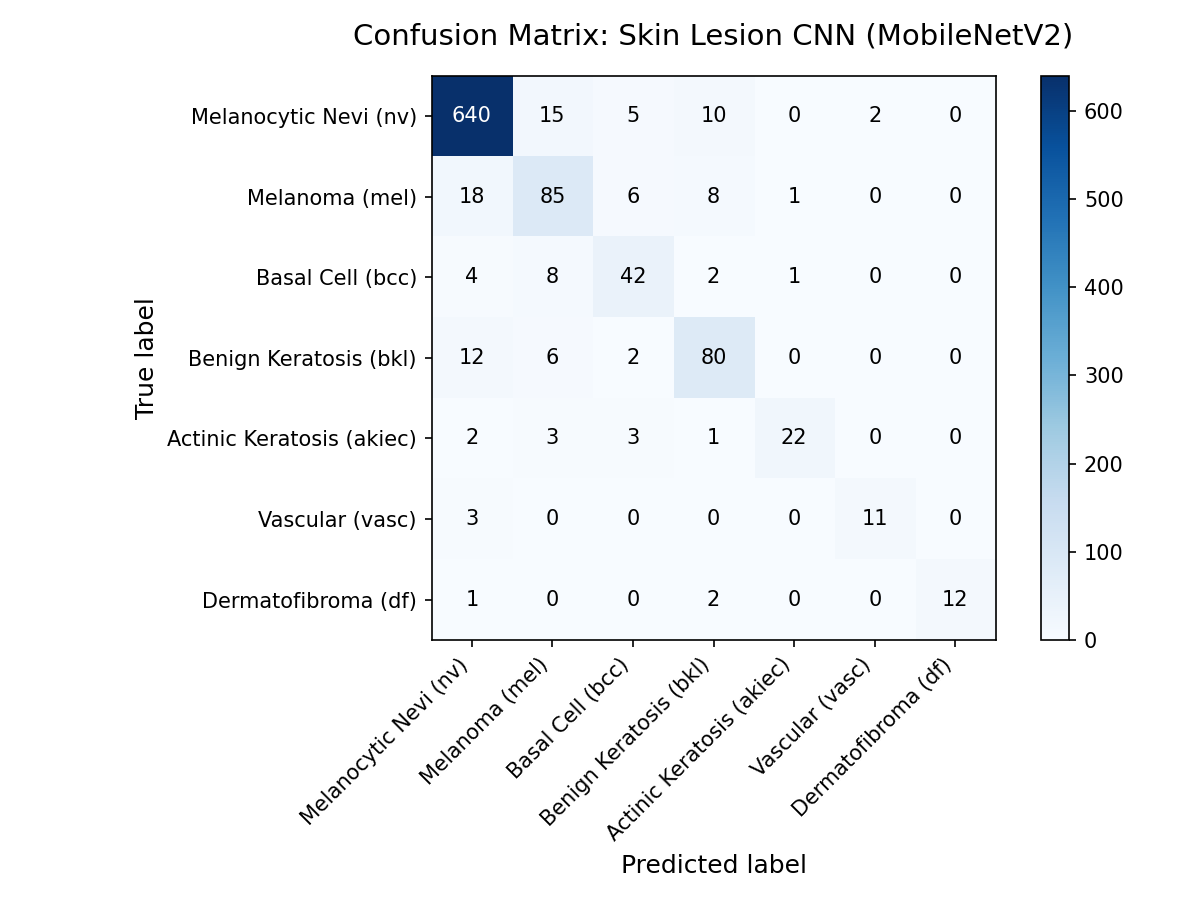 Confusion Matrix: Skin Lesion CNN (MobileNetV2)
Melanocytic Nevi (nv) 640 15 5 10 0 2 0
Melanoma (mel) 18 85 6 8 1 0 0
Basal Cell (bcc) 4 8 42 2 1 0 0
Benign Keratosis (bkl) 12 6 2 80 0 0 0
Actinic Keratosis (akiec) 2 3 3 1 22 0 0
Vascular (vasc) 3 0 0 0 0 11 0
Dermatofibroma (df) 1 0 0 2 0 0 12
True label
Melanocytic Nevi (nv)
Melanoma (mel)
Basal Cell (bcc)
Benign Keratosis (bkl)
Actinic Keratosis (akiec)
Vascular (vasc)
Dermatofibroma (df)
Predicted label
600
500
400
300
200
100
0